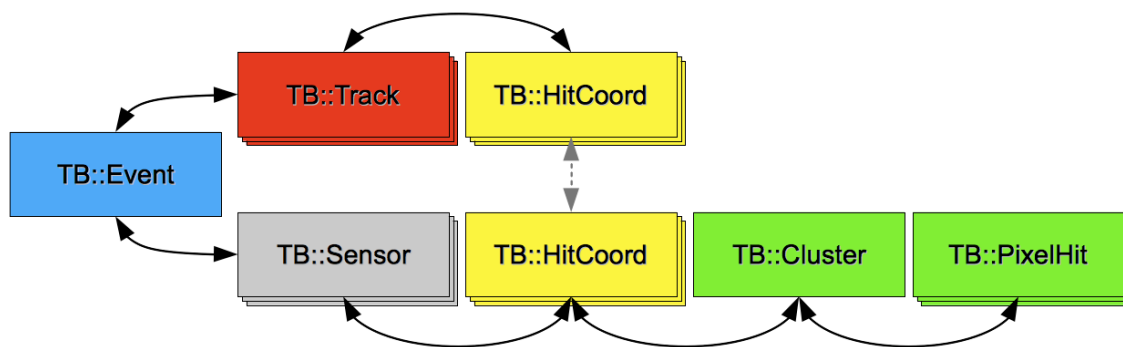 TB::Track
TB::HitCoord
TB::Event
TB::Sensor
TB::HitCoord
TB::Cluster
TB::PixelHit